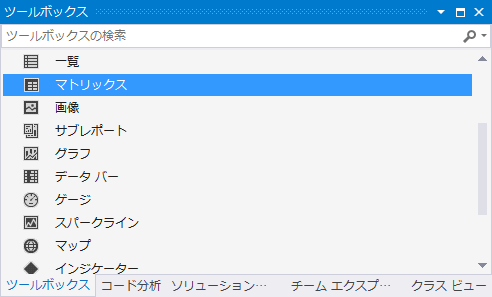 ツールボックス
ツールボックスの検索
一覧
マトリックス
画像
サブレポート
グラフ
データ バー
ゲージ
スパークライン
マップ
インジケーター
ツールボックス コード分析 ソリューション… チーム エクスプ… クラス ビュー